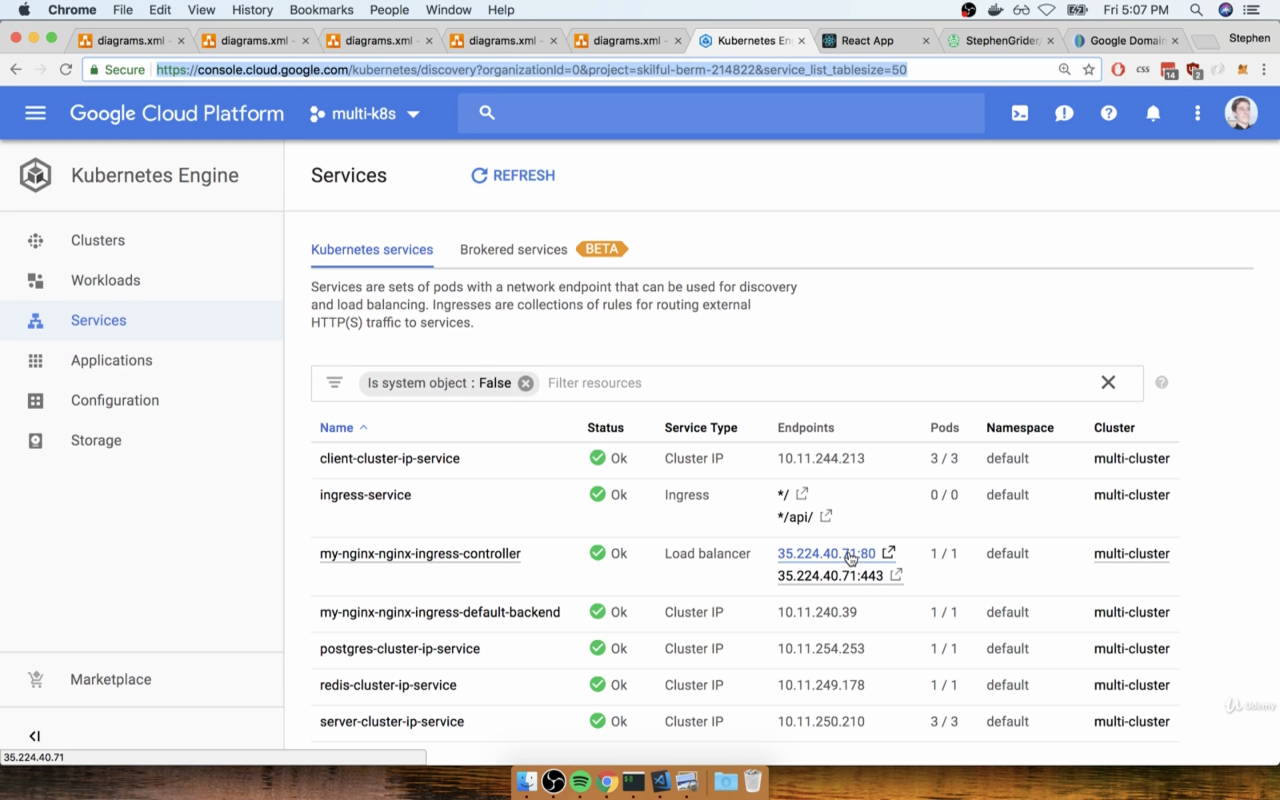 Chrome File Edit View History Bookmarks People Window Help Fri 5:07 PM
diagrams.xml - diagrams.xml - diagrams.xml - diagrams.xml - diagrams.xml - Kubernetes En React App StephenGrider/ Google Domain Stephen
Secure https://console.cloud.google.com/kubernetes/discovery?organizationId=0&project=skilful-berm-214822&service_list_tablesize=50 CSS 14 2
Google Cloud Platform multi-k8s
Kubernetes Engine
Services REFRESH
Clusters
Workloads
Services
Applications
Configuration
Storage
Marketplace
Kubernetes services Brokered services BETA
Services are sets of pods with a network endpoint that can be used for discovery
and load balancing. Ingresses are collections of rules for routing external
HTTP(S) traffic to services.
Is system object : False Filter resources
Name Status Service Type Endpoints Pods Namespace Cluster
client-cluster-ip-service Ok Cluster IP 10.11.244.213 3 / 3 default multi-cluster
ingress-service Ok Ingress */ 0 / 0 default multi-cluster
*/api/
my-nginx-nginx-ingress-controller Ok Load balancer 35.224.40.71:80 1 / 1 default multi-cluster
35.224.40.71:443
my-nginx-nginx-ingress-default-backend Ok Cluster IP 10.11.240.39 1 / 1 default multi-cluster
postgres-cluster-ip-service Ok Cluster IP 10.11.254.253 1 / 1 default multi-cluster
redis-cluster-ip-service Ok Cluster IP 10.11.249.178 1 / 1 default multi-cluster
server-cluster-ip-service Ok Cluster IP 10.11.250.210 3 / 3 default multi-cluster
Udemy
35.224.40.71